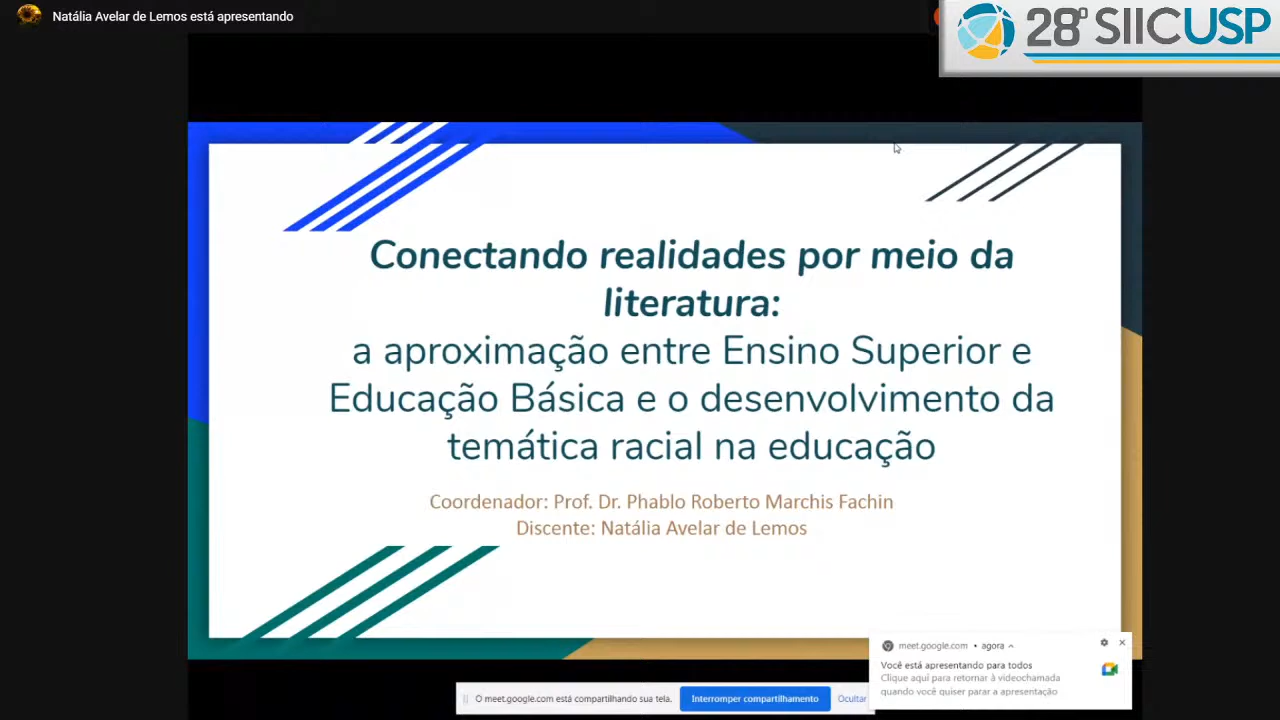 Natália Avelar de Lemos está apresentando
28º SIICUSP
Conectando realidades por meio da
literatura:
a aproximação entre Ensino Superior e
Educação Básica e o desenvolvimento da
temática racial na educação
Coordenador: Prof. Dr. Phablo Roberto Marchis Fachin
Discente: Natália Avelar de Lemos
meet.google.com • agora
Você está apresentando para todos
Clique aqui para retornar à videochamada
quando você quiser parar a apresentação
O meet.google.com está compartilhando sua tela. Interromper compartilhamento Ocultar